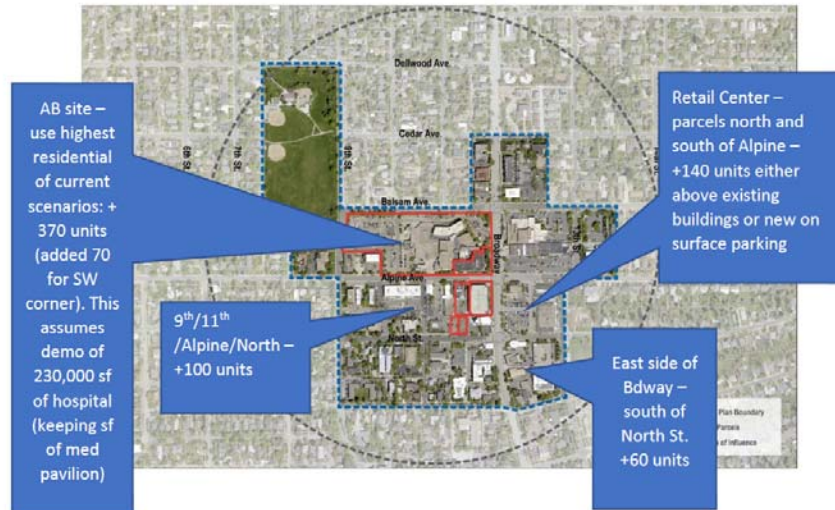 AB site –
use highest
residential
of current
scenarios: +
370 units
(added 70
for SW
corner). This
assumes
demo of
230,000 sf
of hospital
(keeping sf
of med
pavilion)
Dellwood Ave.
Cedar Ave.
6th St.
7th St.
9th St.
Balsam Ave.
Broadway
Alpine Ave.
North St.
9th/11th
/Alpine/North –
+100 units
Retail Center –
parcels north and
south of Alpine –
+140 units either
above existing
buildings or new on
surface parking
East side of
Bdway –
south of
North St.
+60 units
Plan Boundary
Parcels
of Influence